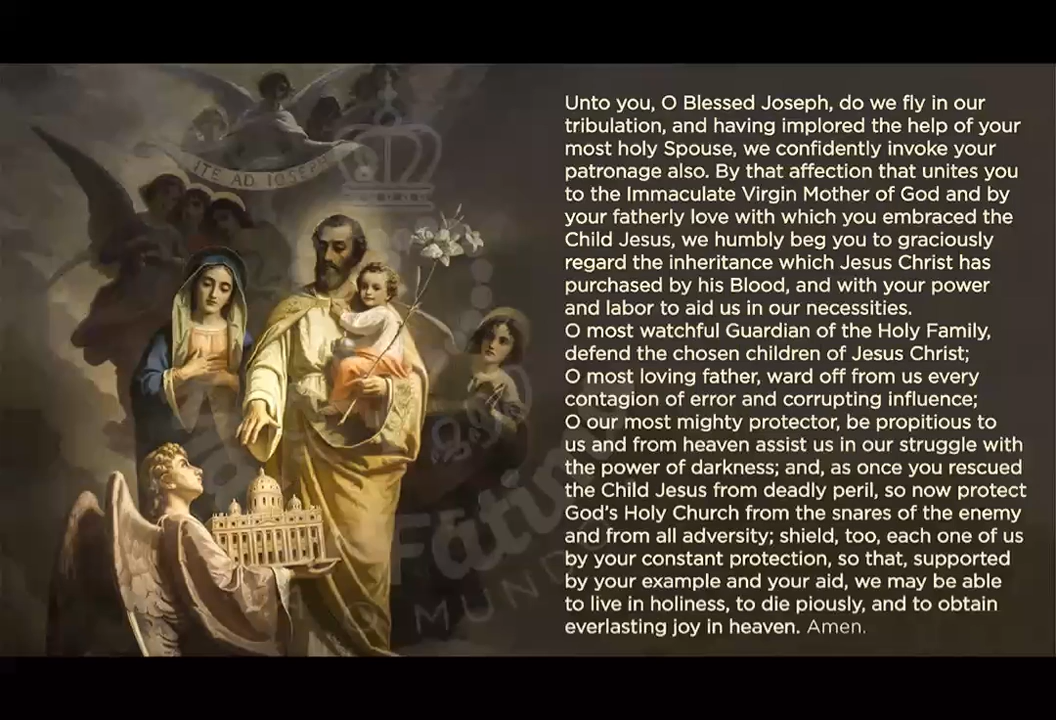 ITE AD IOSEPH
Unto you, O Blessed Joseph, do we fly in our
tribulation, and having implored the help of your
most holy Spouse, we confidently invoke your
patronage also. By that affection that unites you
to the Immaculate Virgin Mother of God and by
your fatherly love with which you embraced the
Child Jesus, we humbly beg you to graciously
regard the inheritance which Jesus Christ has
purchased by his Blood, and with your power
and labor to aid us in our necessities.
O most watchful Guardian of the Holy Family,
defend the chosen children of Jesus Christ;
O most loving father, ward off from us every
contagion of error and corrupting influence;
O our most mighty protector, be propitious to
us and from heaven assist us in our struggle with
the power of darkness; and, as once you rescued
the Child Jesus from deadly peril, so now protect
God's Holy Church from the snares of the enemy
and from all adversity; shield, too, each one of us
by your constant protection, so that, supported
by your example and your aid, we may be able
to live in holiness, to die piously, and to obtain
everlasting joy in heaven. Amen.